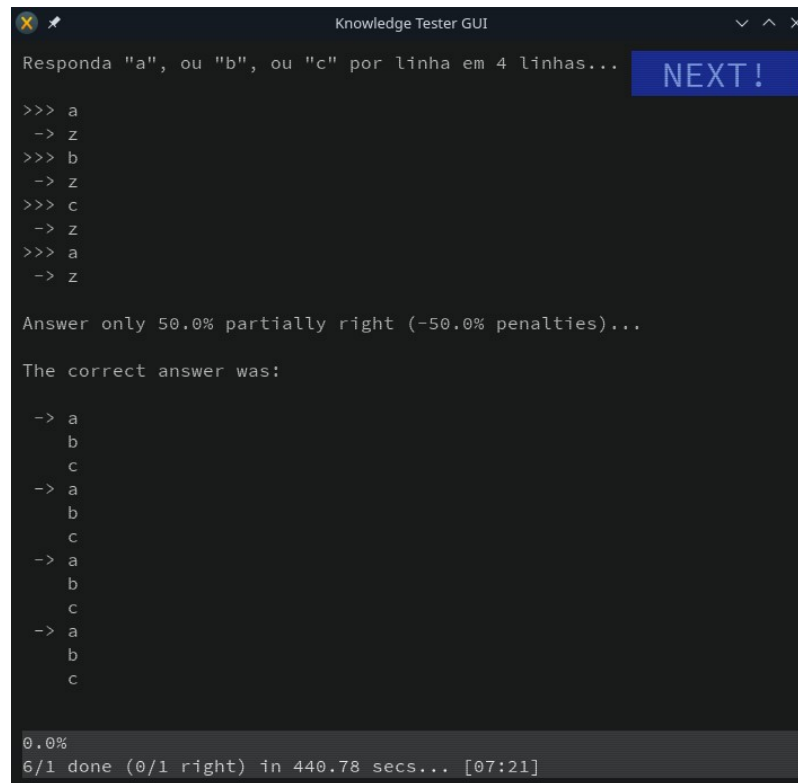 Knowledge Tester GUI
Responda "a", ou "b", ou "c" por linha em 4 linhas...
NEXT!
>>> a
-> z
>>> b
-> z
>>> c
-> z
>>> a
-> z
Answer only 50.0% partially right (-50.0% penalties)...
The correct answer was:
-> a
b
c
-> a
b
c
-> a
b
c
-> a
b
c
0.0%
6/1 done (0/1 right) in 440.78 secs... [07:21]